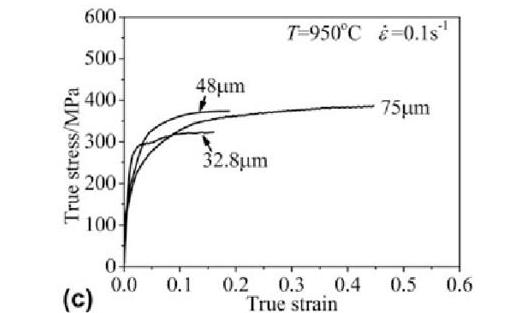 600
T=950°C ε̇=0.1s⁻¹
500
48μm
400
75μm
300
32.8μm
200
100
0
True stress/MPa
0.0 0.1 0.2 0.3 0.4 0.5 0.6
(c)
True strain